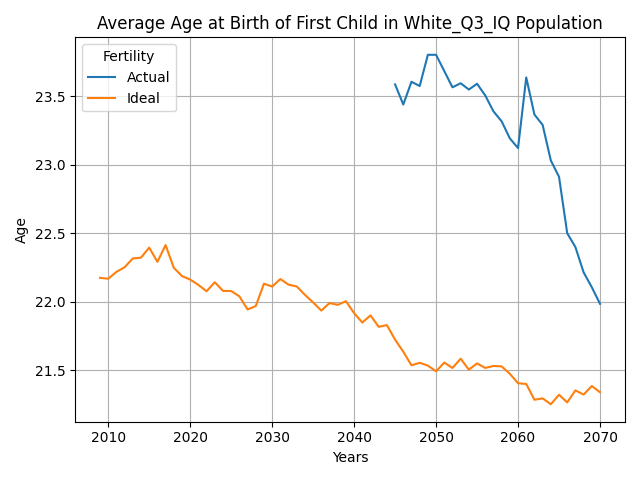 Average Age at Birth of First Child in White_Q3_IQ Population
Fertility
Actual
Ideal
23.5
23.0
22.5
22.0
21.5
Age
2010 2020 2030 2040 2050 2060 2070
Years